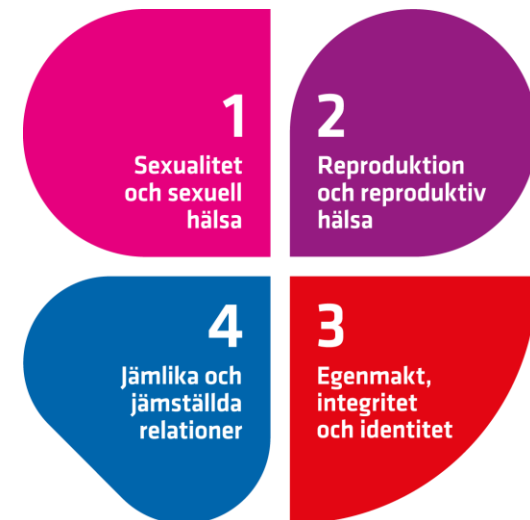 1
Sexualitet
och sexuell
hälsa
2
Reproduktion
och reproduktiv
hälsa
3
Egenmakt,
integritet
och identitet
4
Jämlika och
jämställda
relationer